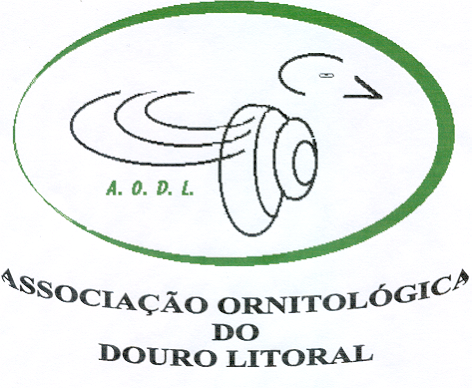 A. O. D. L.
ASSOCIAÇÃO ORNITOLÓGICA
DO
DOURO LITORAL